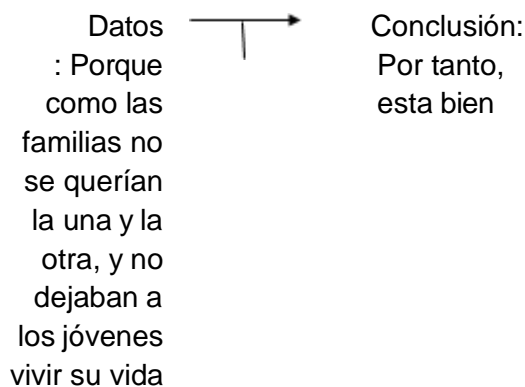 Datos
: Porque
como las
familias no
se querían
la una y la
otra, y no
dejaban a
los jóvenes
vivir su vida
Conclusión:
Por tanto,
esta bien